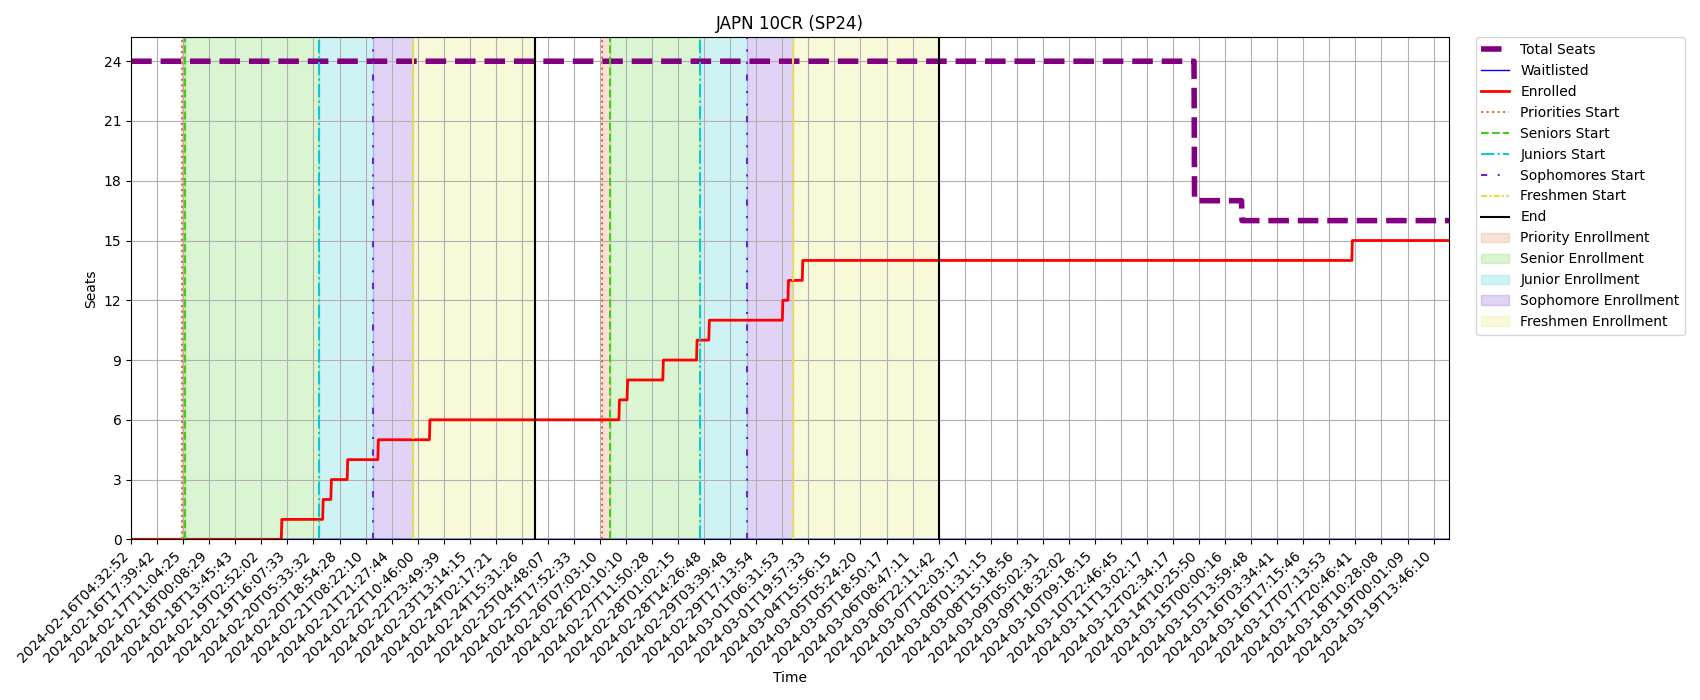 JAPN 10CR (SP24)
Total Seats
Waitlisted
Enrolled
Priorities Start
Seniors Start
Juniors Start
Sophomores Start
Freshmen Start
End
Priority Enrollment
Senior Enrollment
Junior Enrollment
Sophomore Enrollment
Freshmen Enrollment
Seats
24
21
18
15
12
9
6
3
0
2024-02-16T04:32:52
2024-02-16T17:39:42
2024-02-17T11:04:25
2024-02-18T00:08:29
2024-02-18T13:45:43
2024-02-19T02:52:02
2024-02-19T16:07:33
2024-02-20T05:33:32
2024-02-20T18:54:28
2024-02-21T08:22:10
2024-02-21T21:27:44
2024-02-22T10:46:00
2024-02-22T23:49:39
2024-02-23T13:14:15
2024-02-24T02:17:21
2024-02-24T15:31:26
2024-02-25T04:48:07
2024-02-25T17:52:33
2024-02-26T07:03:10
2024-02-26T20:10:10
2024-02-27T11:50:28
2024-02-28T01:02:15
2024-02-28T14:26:48
2024-02-29T03:39:48
2024-02-29T17:13:54
2024-03-01T06:31:53
2024-03-01T19:57:33
2024-03-04T15:56:15
2024-03-05T05:24:20
2024-03-05T18:50:17
2024-03-06T08:47:11
2024-03-06T22:11:42
2024-03-07T12:03:17
2024-03-08T01:31:15
2024-03-08T15:18:56
2024-03-09T05:02:31
2024-03-09T18:32:02
2024-03-10T09:18:15
2024-03-10T22:46:45
2024-03-11T13:02:17
2024-03-12T02:34:17
2024-03-14T10:25:50
2024-03-15T00:00:16
2024-03-15T13:59:48
2024-03-16T03:34:41
2024-03-16T17:15:46
2024-03-17T07:13:53
2024-03-17T20:46:41
2024-03-18T10:28:08
2024-03-19T00:01:09
2024-03-19T13:46:10
Time